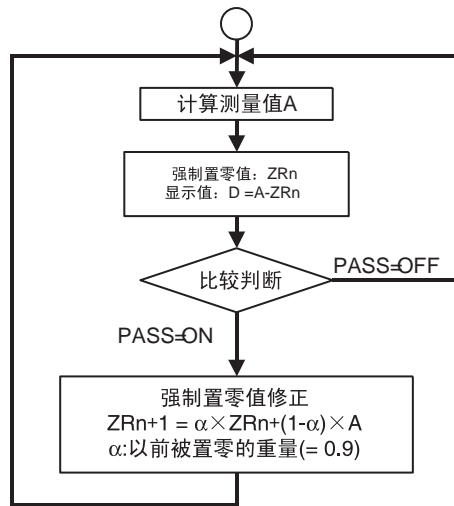 计算测量值A
强制置零值：ZRn
显示值：D =A-ZRn
比较判断
PASS=OFF
PASS=ON
强制置零值修正
ZRn+1 = α×ZRn+(1-α)×A
α:以前被置零的重量(= 0.9)